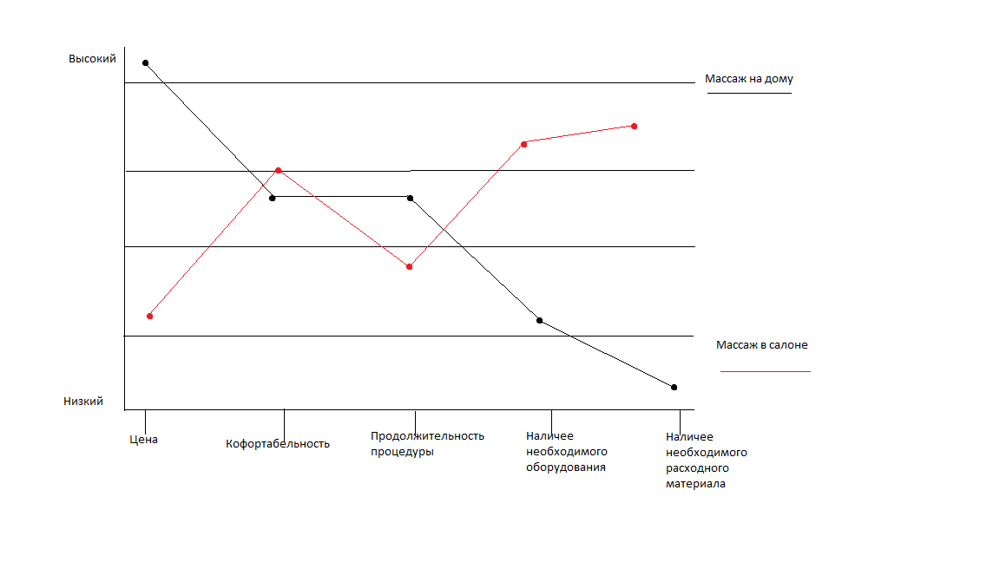 Высокий
Массаж на дому
Массаж в салоне
Низкий
Цена
Кофортабельность
Продолжительность
процедуры
Наличее
необходимого
оборудования
Наличее
необходимого
расходного
материала